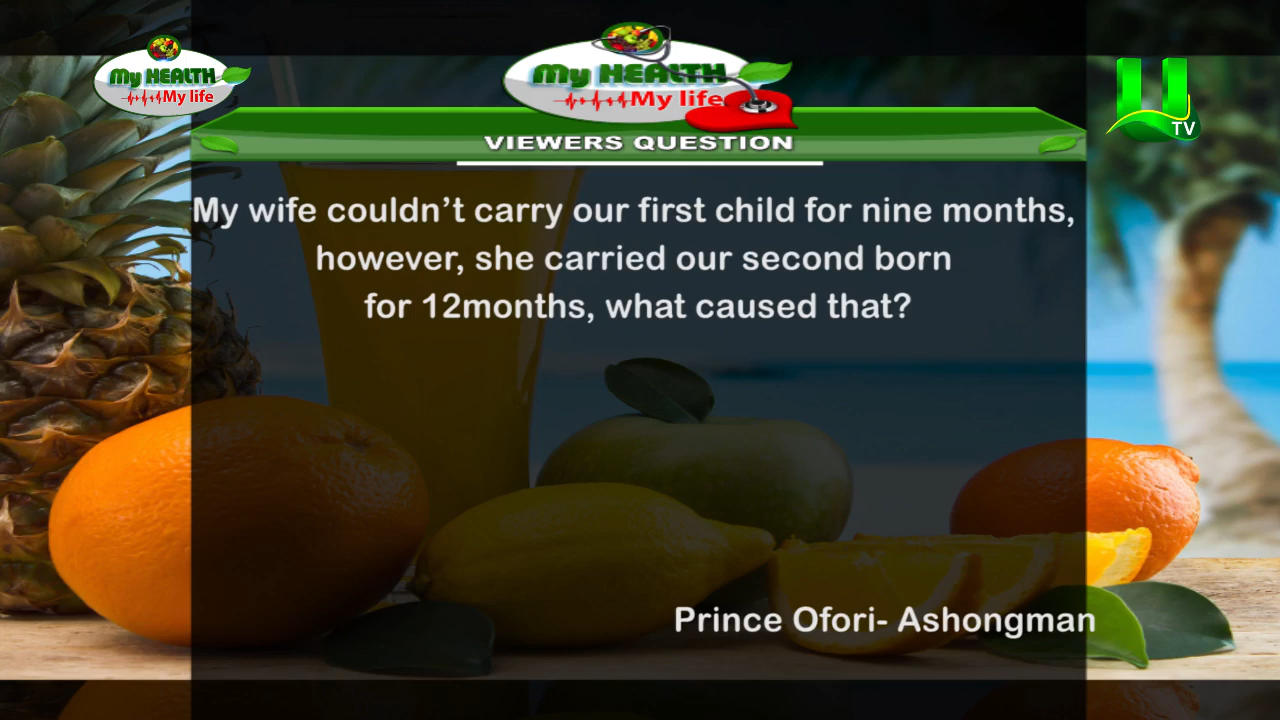 My HEALTH
My life
My HEALTH
My life
U
TV
VIEWERS QUESTION
My wife couldn’t carry our first child for nine months,
however, she carried our second born
for 12months, what caused that?
Prince Ofori- Ashongman